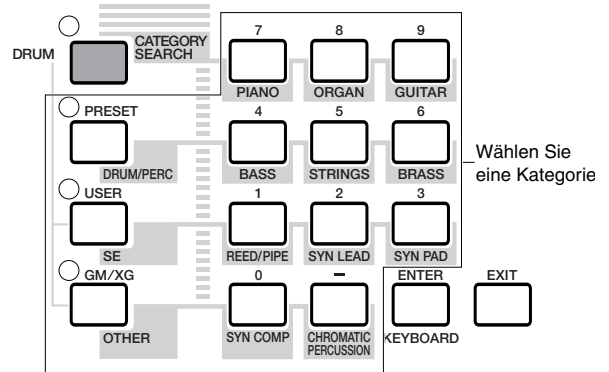 7 8 9
DRUM CATEGORY SEARCH
PIANO ORGAN GUITAR
PRESET 4 5 6
DRUM/PERC BASS STRINGS BRASS
Wählen Sie
eine Kategorie
USER 1 2 3
SE REED/PIPE SYN LEAD SYN PAD
GM/XG 0 – ENTER EXIT
OTHER SYN COMP CHROMATIC PERCUSSION KEYBOARD